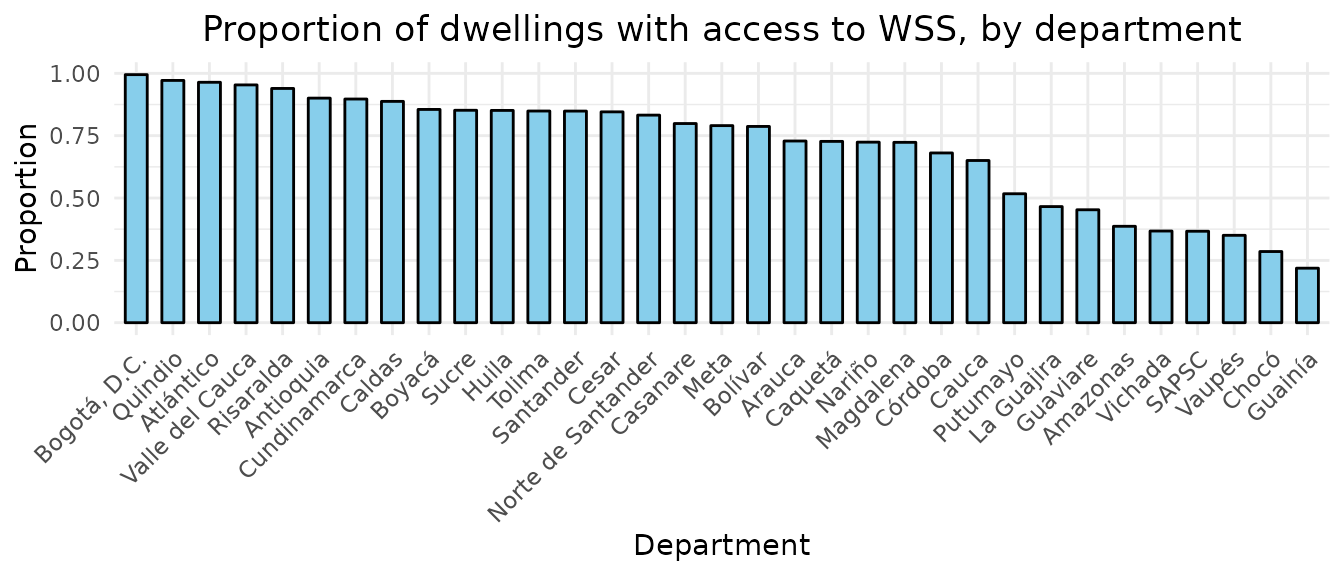 Proportion of dwellings with access to WSS, by department
Proportion
1.00
0.75
0.50
0.25
0.00
Bogotá, D.C.
Quindio
Atlántico
Valle del Cauca
Risaralda
Antioquia
Cundinamarca
Caldas
Boyacá
Sucre
Huila
Tolima
Santander
Cesar
Norte de Santander
Casanare
Meta
Bolívar
Arauca
Caquetá
Nariño
Magdalena
Córdoba
Cauca
Putumayo
La Guajira
Guaviare
Amazonas
Vichada
SAPSC
Vaupés
Chocó
Guainía
Department